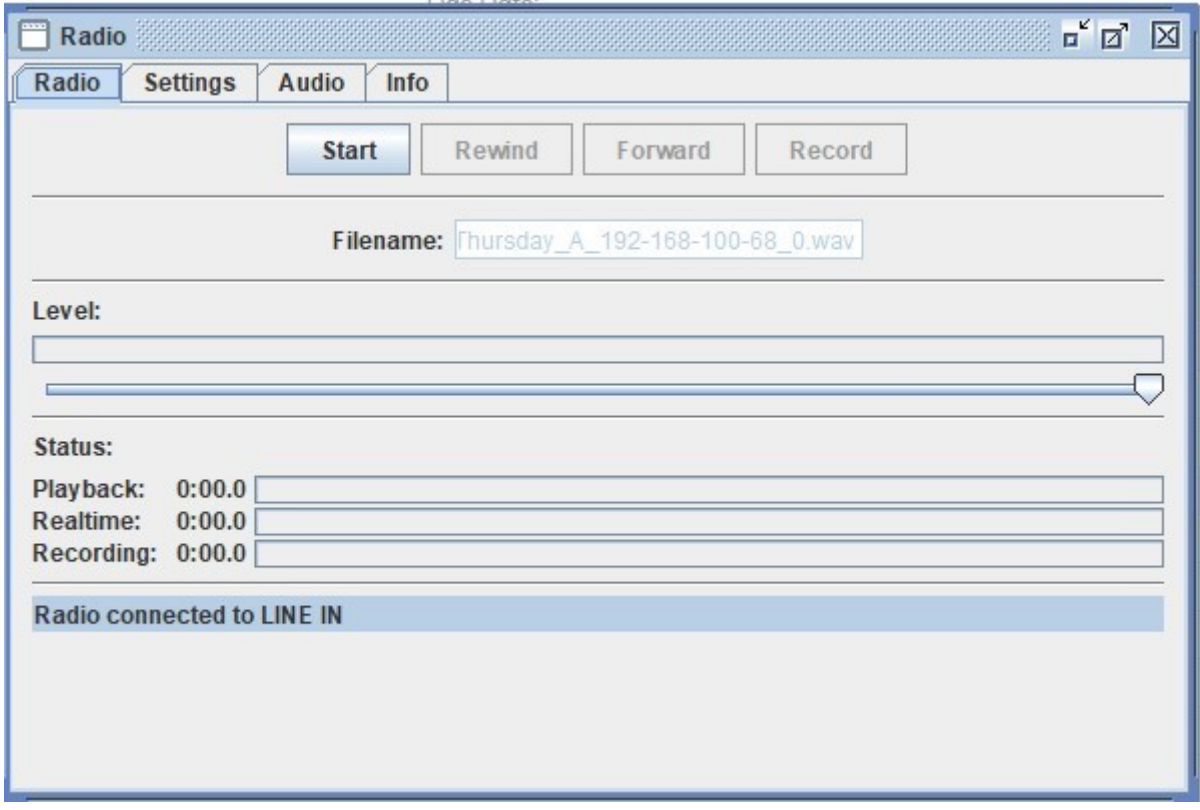 Radio
Radio Settings Audio Info
Start Rewind Forward Record
Filename: Thursday_A_192-168-100-68_0.wav
Level:
Status:
Playback: 0:00.0
Realtime: 0:00.0
Recording: 0:00.0
Radio connected to LINE IN